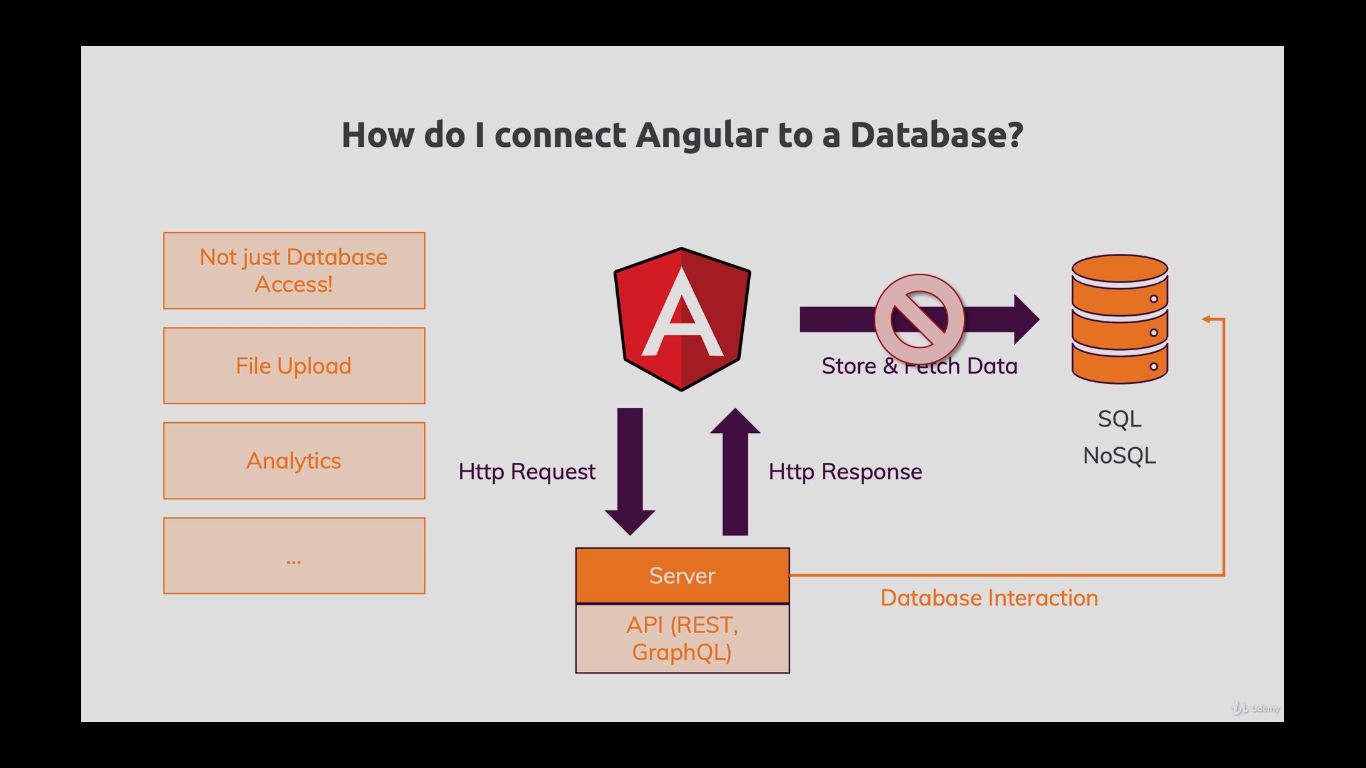 How do I connect Angular to a Database?
Not just Database
Access!
File Upload
Analytics
...
A
Store & Fetch Data
SQL
NoSQL
Http Request
Http Response
Server
API (REST,
GraphQL)
Database Interaction
Udemy